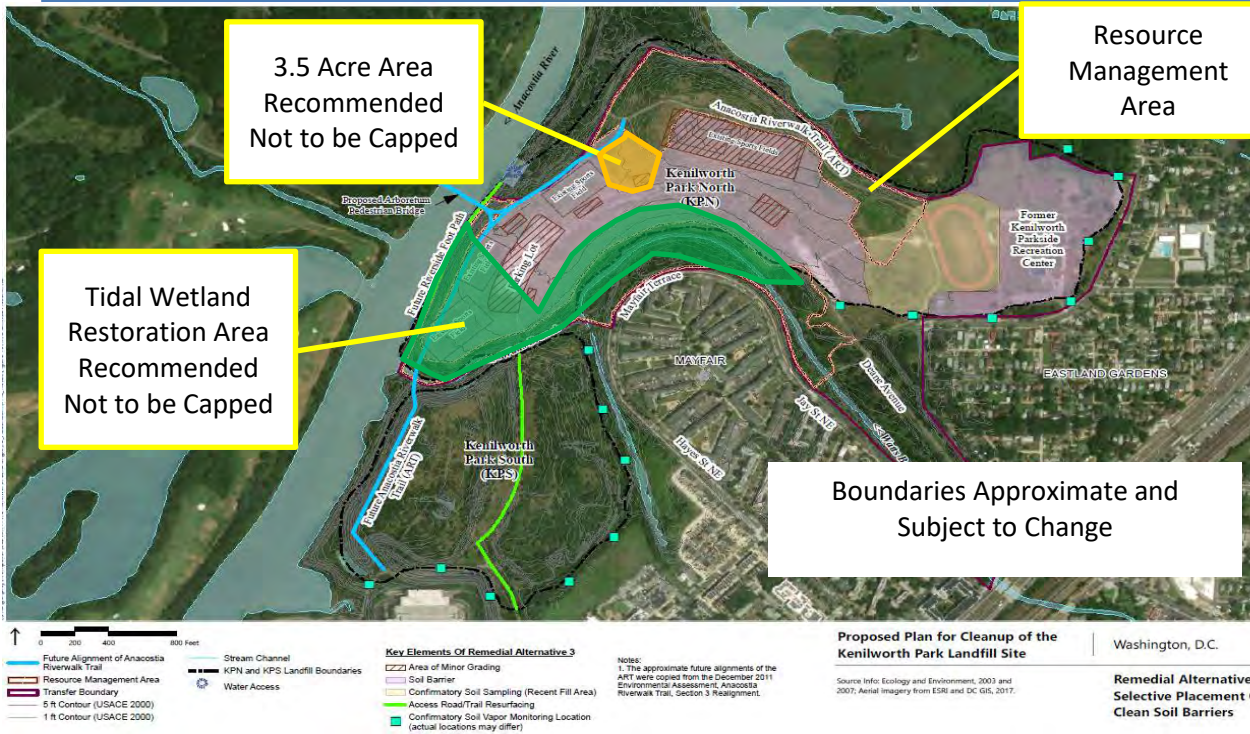 3.5 Acre Area
Recommended
Not to be Capped
Resource
Management
Area
Tidal Wetland
Restoration Area
Recommended
Not to be Capped
Boundaries Approximate and
Subject to Change
Anacostia River
Anacostia Riverwalk Trail (ART)
Existing Sports Fields
Existing Sports
Field
Proposed Arboretum
Pedestrian Bridge
Kenilworth
Park North
(KPN)
Former
Kenilworth
Parkside
Recreation
Center
Future Riverside Foot Path
king Lot
Mayfair Terrace
MAYFAIR
EASTLAND GARDENS
Deane Avenue
Jay St NE
Hayes St NE
Kenilworth
Park South
(KPS)
Future Anacostia Riverwalk
Trail (ART)
0 200 400 800 Feet
Future Alignment of Anacostia
Riverwalk Trail
Resource Management Area
Transfer Boundary
5 ft Contour (USACE 2000)
1 ft Contour (USACE 2000)
Stream Channel
KPN and KPS Landfill Boundaries
Water Access
Key Elements Of Remedial Alternative 3
Area of Minor Grading
Soil Barrier
Confirmatory Soil Sampling (Recent Fill Area)
Access Road/Trail Resurfacing
Confirmatory Soil Vapor Monitoring Location
(actual locations may differ)
Notes:
1. The approximate future alignments of the
ART were copied from the December 2011
Environmental Assessment, Anacostia
Riverwalk Trail, Section 3 Realignment.
Proposed Plan for Cleanup of the
Kenilworth Park Landfill Site
Washington, D.C.
Source Info: Ecology and Environment, 2003 and
2007; Aerial Imagery from ESRI and DC GIS, 2017.
Remedial Alternative
Selective Placement
Clean Soil Barriers